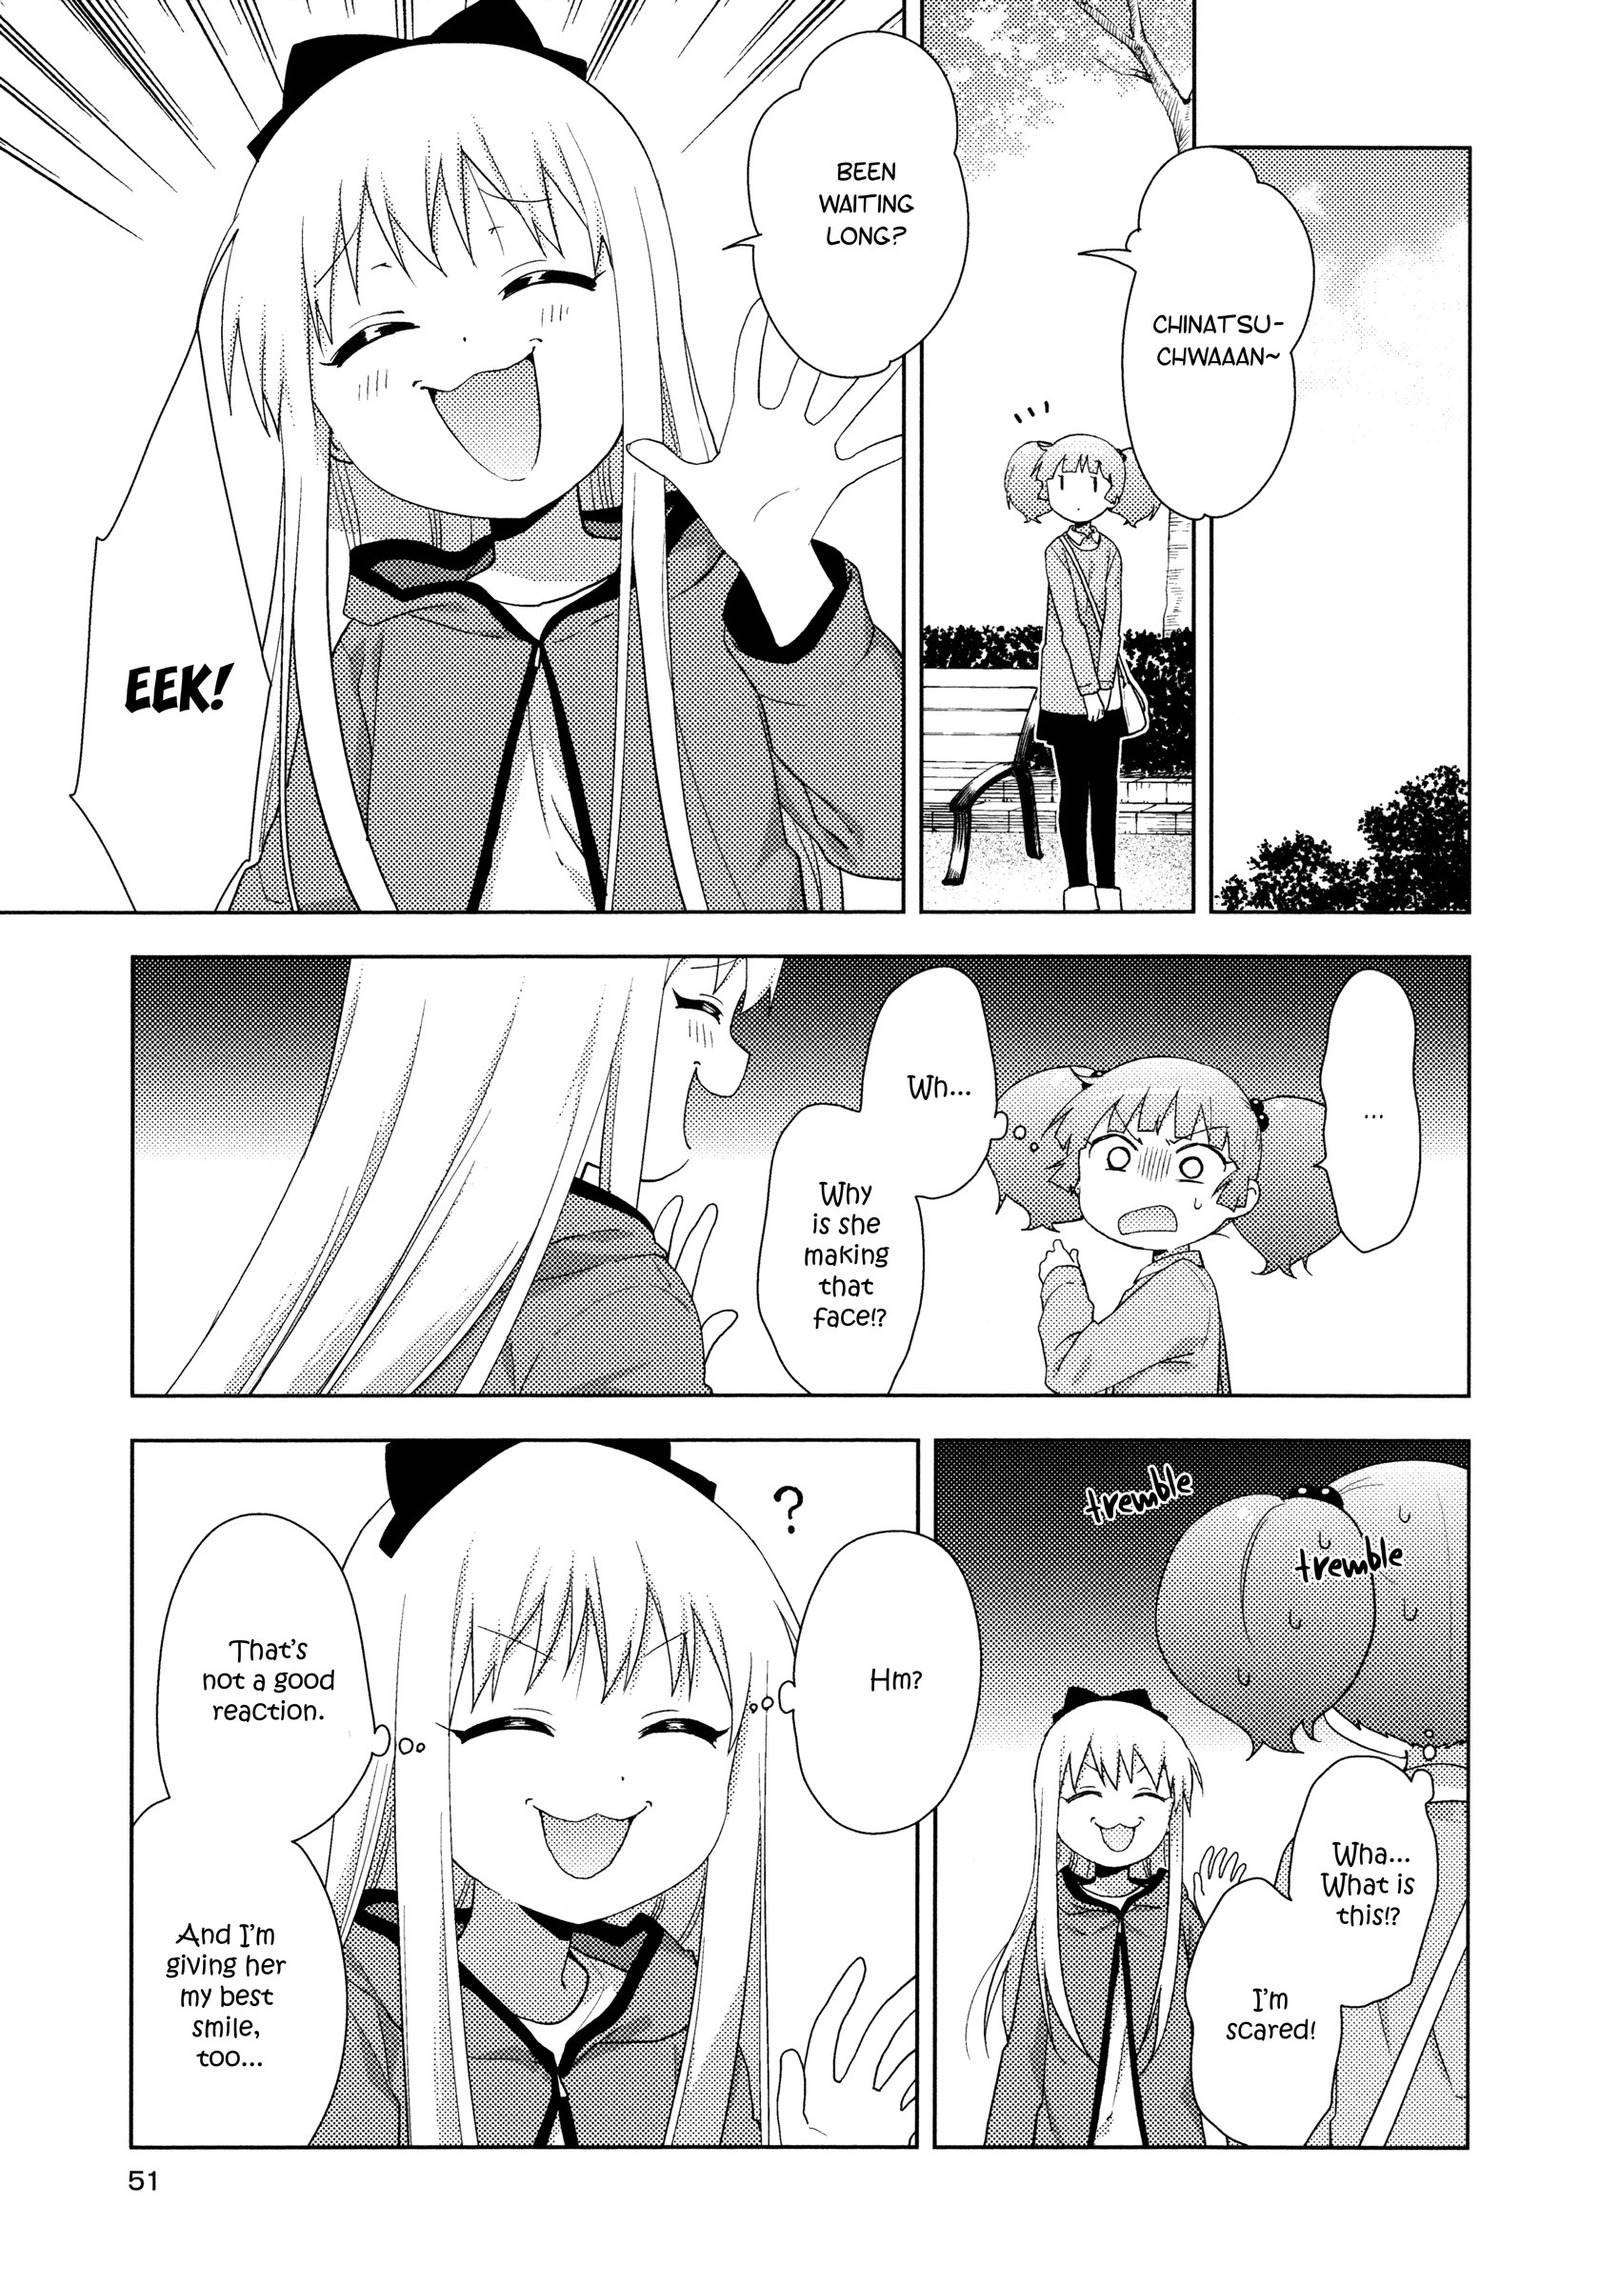 CHINATSU-
CHWAAAN~
BEEN
WAITING
LONG?
EEK!
...
Wh...
Why
is she
making
that
face!?
tremble
tremble
Wha...
What is
this!?
I'm
scared!
?
Hm?
That's
not a good
reaction.
And I'm
giving her
my best
smile,
too...
51